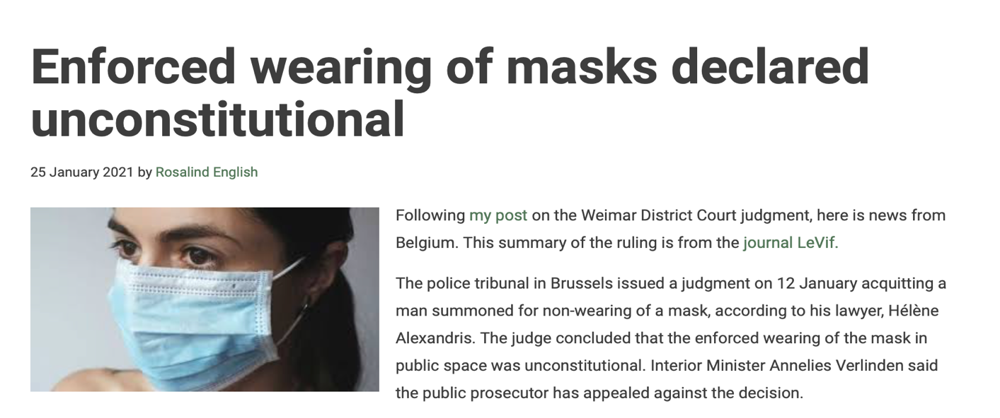 Enforced wearing of masks declared
unconstitutional
25 January 2021 by Rosalind English
Following my post on the Weimar District Court judgment, here is news from
Belgium. This summary of the ruling is from the journal LeVif.
The police tribunal in Brussels issued a judgment on 12 January acquitting a
man summoned for non-wearing of a mask, according to his lawyer, Hélène
Alexandris. The judge concluded that the enforced wearing of the mask in
public space was unconstitutional. Interior Minister Annelies Verlinden said
the public prosecutor has appealed against the decision.